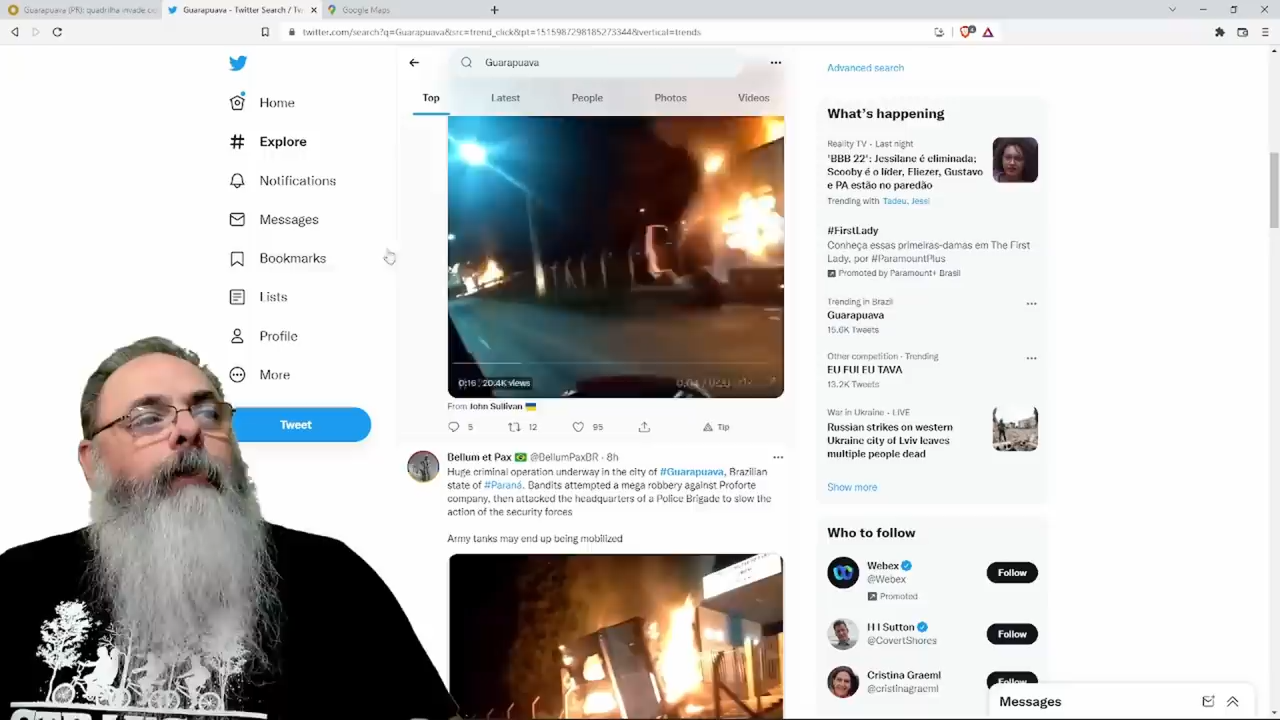 Guarapuava (PR): quadrilha invade cid
Guarapuava - Twitter Search / Tw
Google Maps
twitter.com/search?q=Guarapuava&src=trend_click&pt=1515987298185273344&vertical=trends
Guarapuava
Top
Latest
People
Photos
Videos
Home
Explore
Notifications
Messages
Bookmarks
Lists
Profile
More
Tweet
0:16
20.4K views
From John Sullivan
5
12
95
Tip
Bellum et Pax @BellumPaxBR · 8h
Huge criminal operation underway in the city of #Guarapuava, Brazilian
state of #Paraná. Bandits attempted a mega robbery against Proforte
company, then attacked the headquarters of a Police Brigade to slow the
action of the security forces
Army tanks may end up being mobilized
Advanced search
What's happening
Reality TV · Last night
'BBB 22': Jessilane é eliminada;
Scooby é o líder, Eliezer, Gustavo
e PA estão no paredão
Trending with Tadeu, Jessi
#FirstLady
Conheça essas primeiras-damas em The First
Lady, por #ParamountPlus
Promoted by Paramount+ Brasil
Trending in Brazil
Guarapuava
15.6K Tweets
Other competition · Trending
EU FUI EU TAVA
13.2K Tweets
War in Ukraine · LIVE
Russian strikes on western
Ukraine city of Lviv leaves
multiple people dead
Show more
Who to follow
Webex
@Webex
Promoted
Follow
H I Sutton
@CovertShores
Follow
Cristina Graeml
@cristinagraeml
Follow
Messages